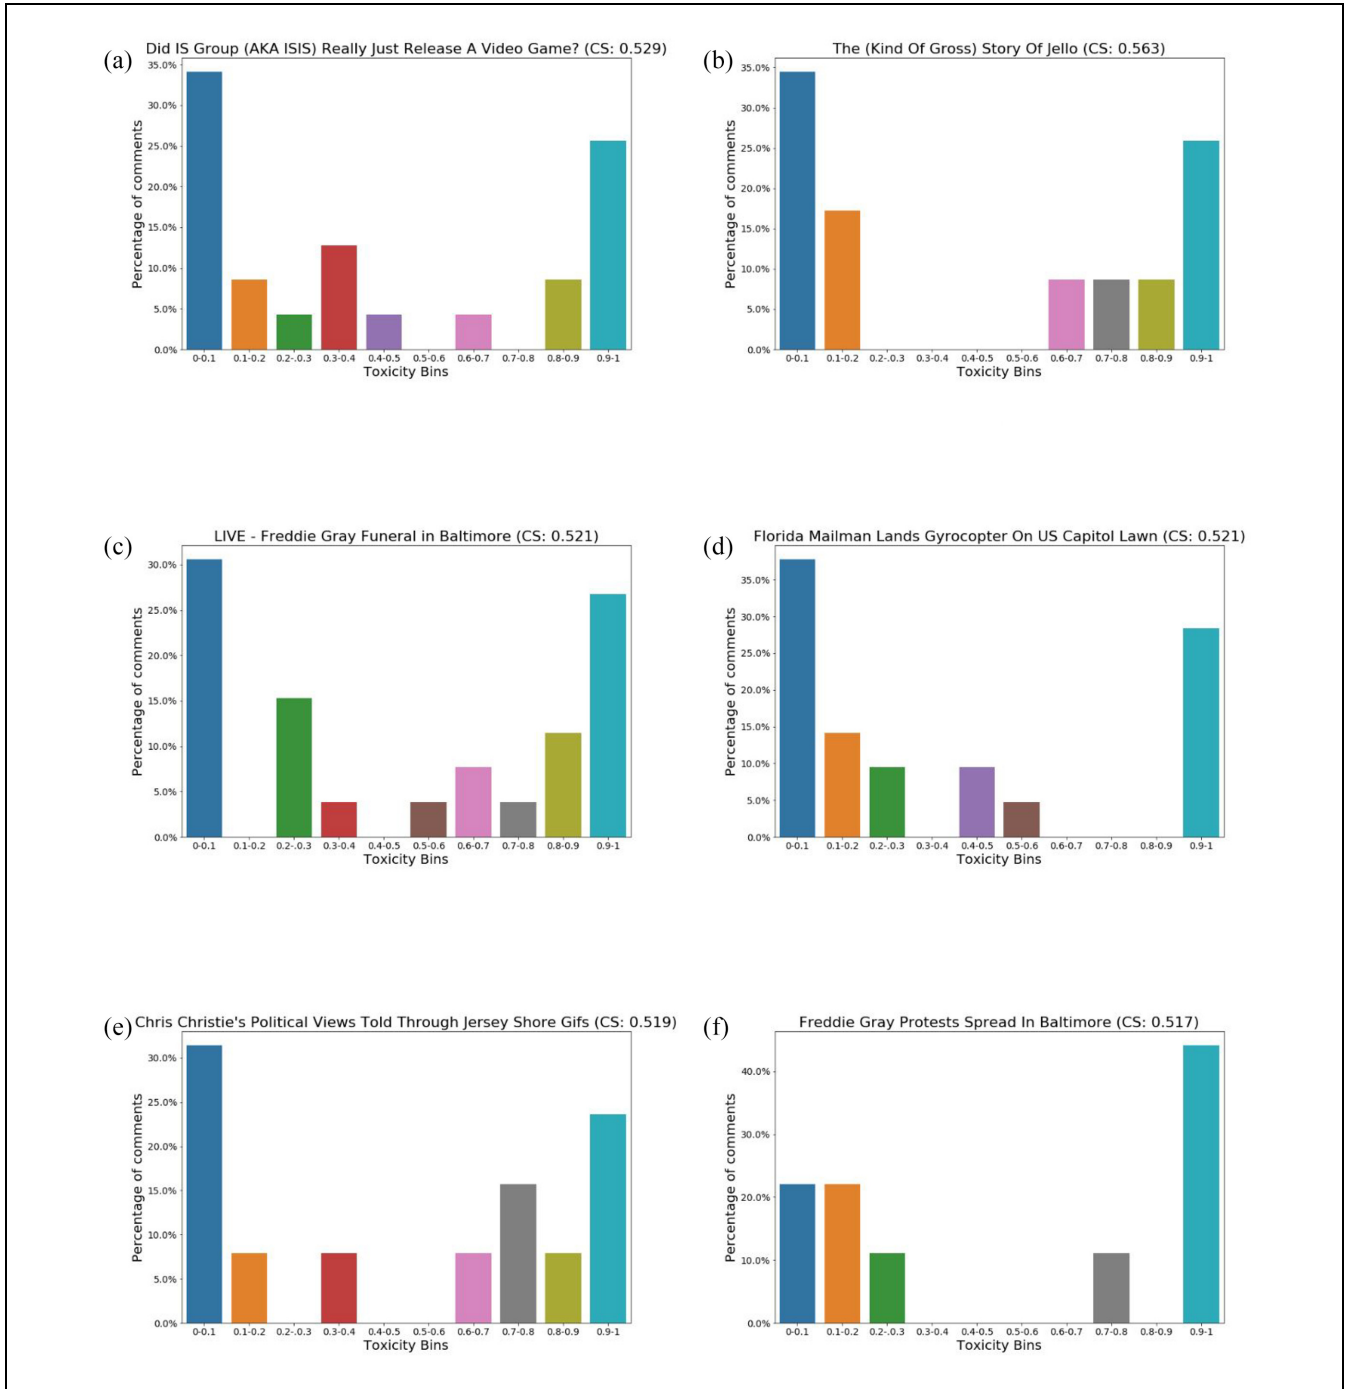 (a) Did IS Group (AKA ISIS) Really Just Release A Video Game? (CS: 0.529)
35.0%
30.0%
25.0%
20.0%
15.0%
10.0%
5.0%
0.0%
Percentage of comments
0-0.1 0.1-0.2 0.2-.0.3 0.3-0.4 0.4-0.5 0.5-0.6 0.6-0.7 0.7-0.8 0.8-0.9 0.9-1
Toxicity Bins
(b) The (Kind Of Gross) Story Of Jello (CS: 0.563)
35.0%
30.0%
25.0%
20.0%
15.0%
10.0%
5.0%
0.0%
Percentage of comments
0-0.1 0.1-0.2 0.2-.0.3 0.3-0.4 0.4-0.5 0.5-0.6 0.6-0.7 0.7-0.8 0.8-0.9 0.9-1
Toxicity Bins
(c) LIVE - Freddie Gray Funeral in Baltimore (CS: 0.521)
30.0%
25.0%
20.0%
15.0%
10.0%
5.0%
0.0%
Percentage of comments
0-0.1 0.1-0.2 0.2-.0.3 0.3-0.4 0.4-0.5 0.5-0.6 0.6-0.7 0.7-0.8 0.8-0.9 0.9-1
Toxicity Bins
(d) Florida Mailman Lands Gyrocopter On US Capitol Lawn (CS: 0.521)
35.0%
30.0%
25.0%
20.0%
15.0%
10.0%
5.0%
0.0%
Percentage of comments
0-0.1 0.1-0.2 0.2-.0.3 0.3-0.4 0.4-0.5 0.5-0.6 0.6-0.7 0.7-0.8 0.8-0.9 0.9-1
Toxicity Bins
(e) Chris Christie's Political Views Told Through Jersey Shore Gifs (CS: 0.519)
30.0%
25.0%
20.0%
15.0%
10.0%
5.0%
0.0%
Percentage of comments
0-0.1 0.1-0.2 0.2-.0.3 0.3-0.4 0.4-0.5 0.5-0.6 0.6-0.7 0.7-0.8 0.8-0.9 0.9-1
Toxicity Bins
(f) Freddie Gray Protests Spread In Baltimore (CS: 0.517)
40.0%
30.0%
20.0%
10.0%
0.0%
Percentage of comments
0-0.1 0.1-0.2 0.2-.0.3 0.3-0.4 0.4-0.5 0.5-0.6 0.6-0.7 0.7-0.8 0.8-0.9 0.9-1
Toxicity Bins